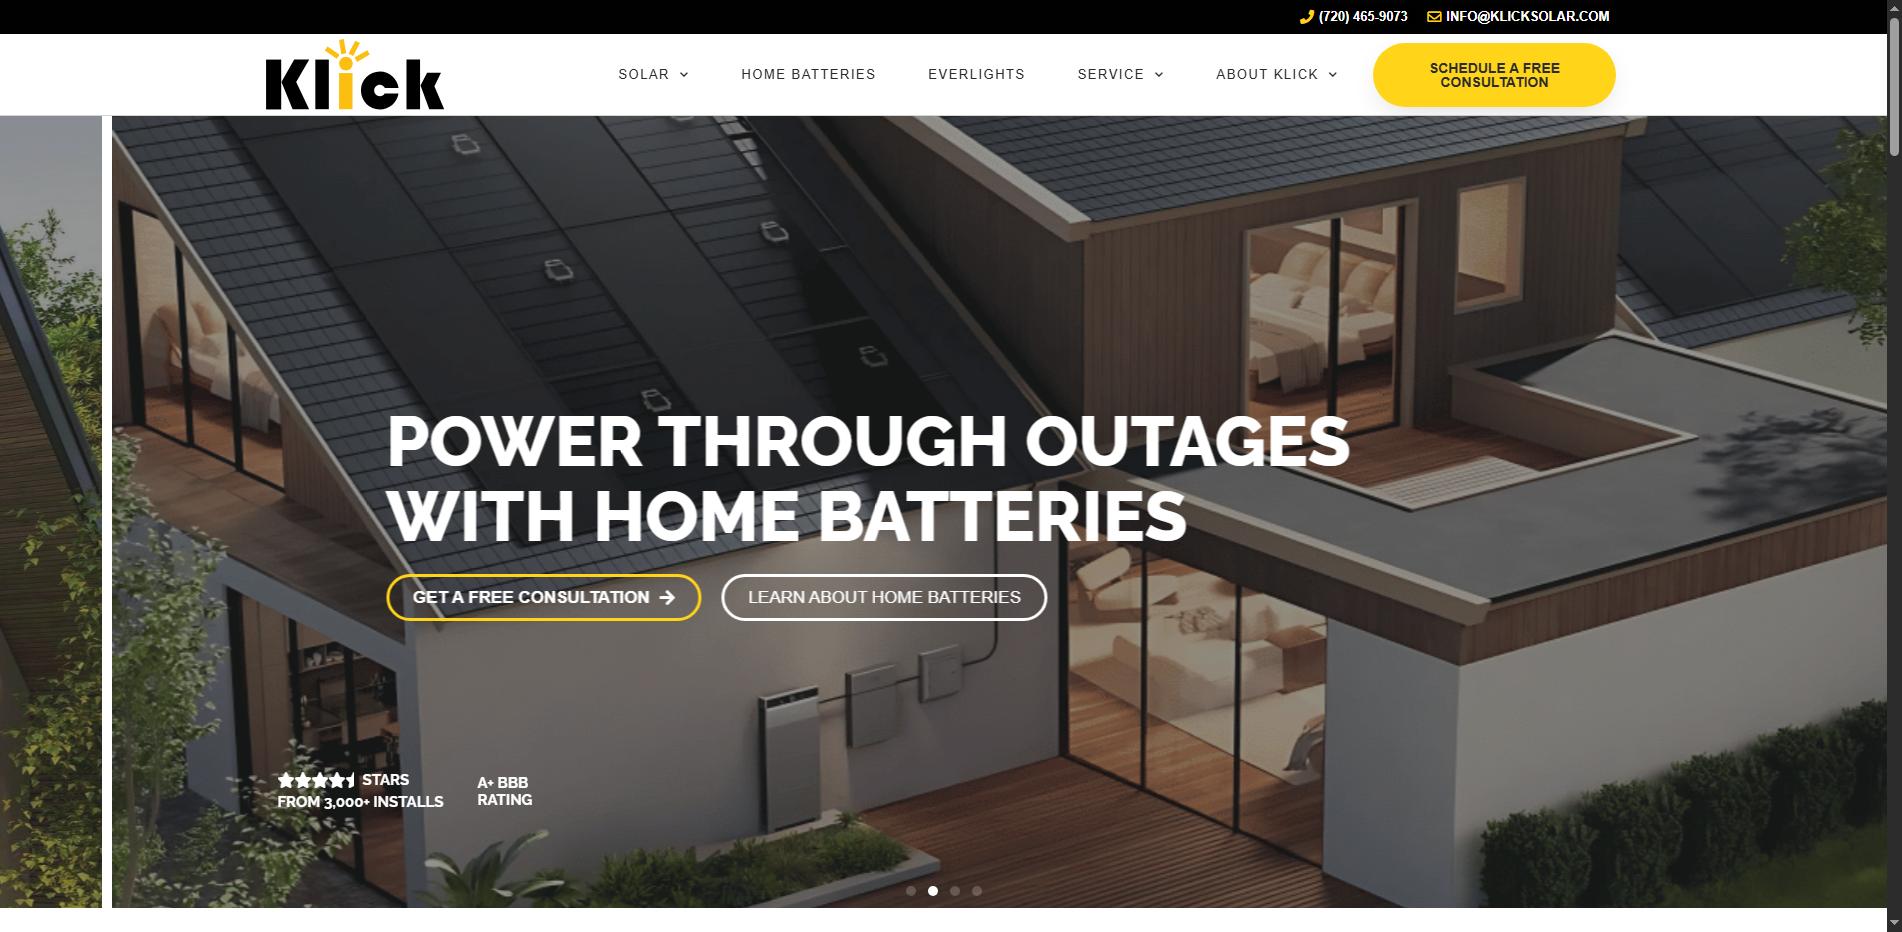 (720) 465-9073 INFO@KLICKSOLAR.COM
Klick
SOLAR HOME BATTERIES EVERLIGHTS SERVICE ABOUT KLICK
SCHEDULE A FREE
CONSULTATION
POWER THROUGH OUTAGES
WITH HOME BATTERIES
GET A FREE CONSULTATION LEARN ABOUT HOME BATTERIES
STARS
FROM 3,000+ INSTALLS
A+ BBB
RATING